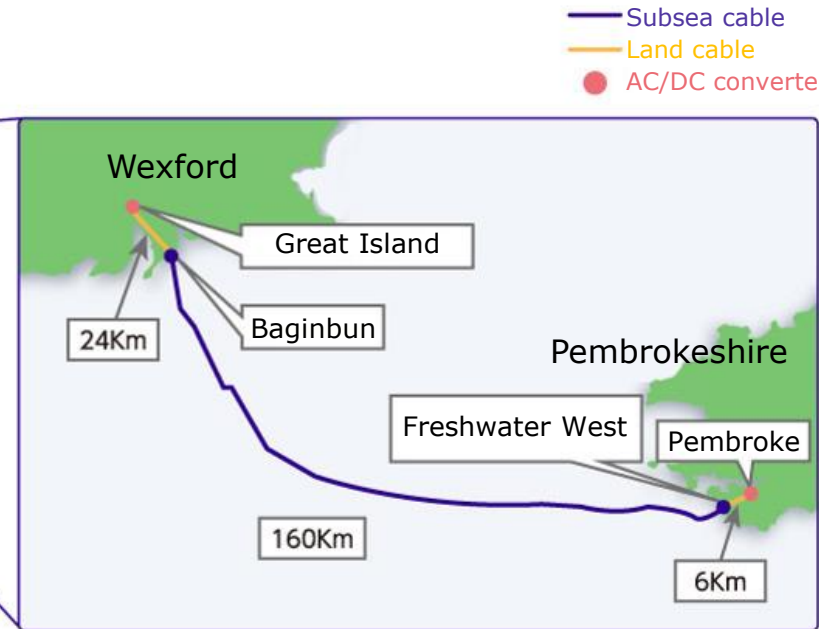 Subsea cable
Land cable
AC/DC converte
Wexford
Great Island
Baginbun
24Km
Pembrokeshire
Freshwater West
Pembroke
160Km
6Km